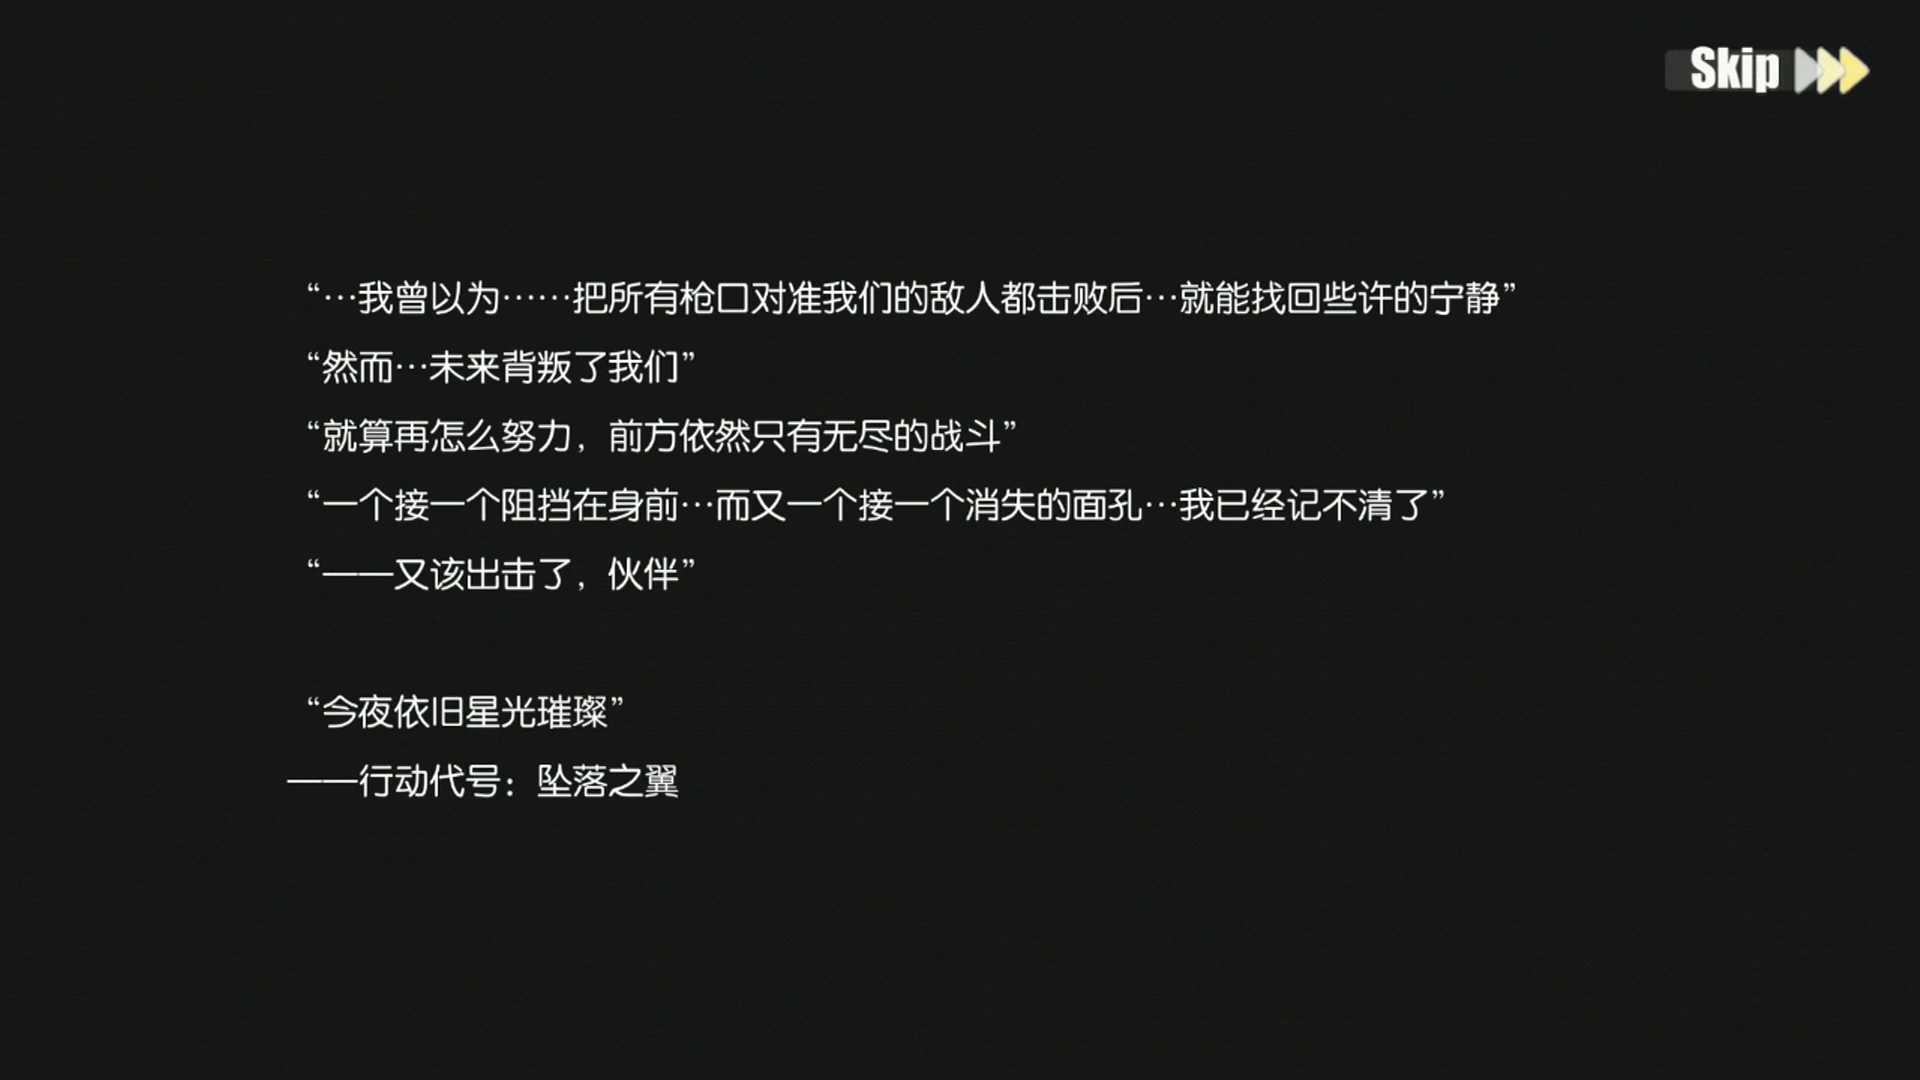 Skip
“…我曾以为……把所有枪口对准我们的敌人都击败后…就能找回些许的宁静”
“然而…未来背叛了我们”
“就算再怎么努力，前方依然只有无尽的战斗”
“一个接一个阻挡在身前…而又一个接一个消失的面孔…我已经记不清了”
“——又该出击了，伙伴”
“今夜依旧星光璀璨”
——行动代号：坠落之翼